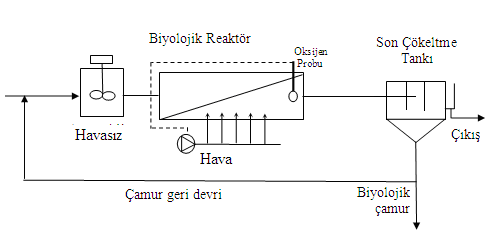 Biyolojik Reaktör
Oksijen
Probu
Son Çökeltme
Tankı
Havasız
Hava
Çıkış
Çamur geri devri
Biyolojik
çamur